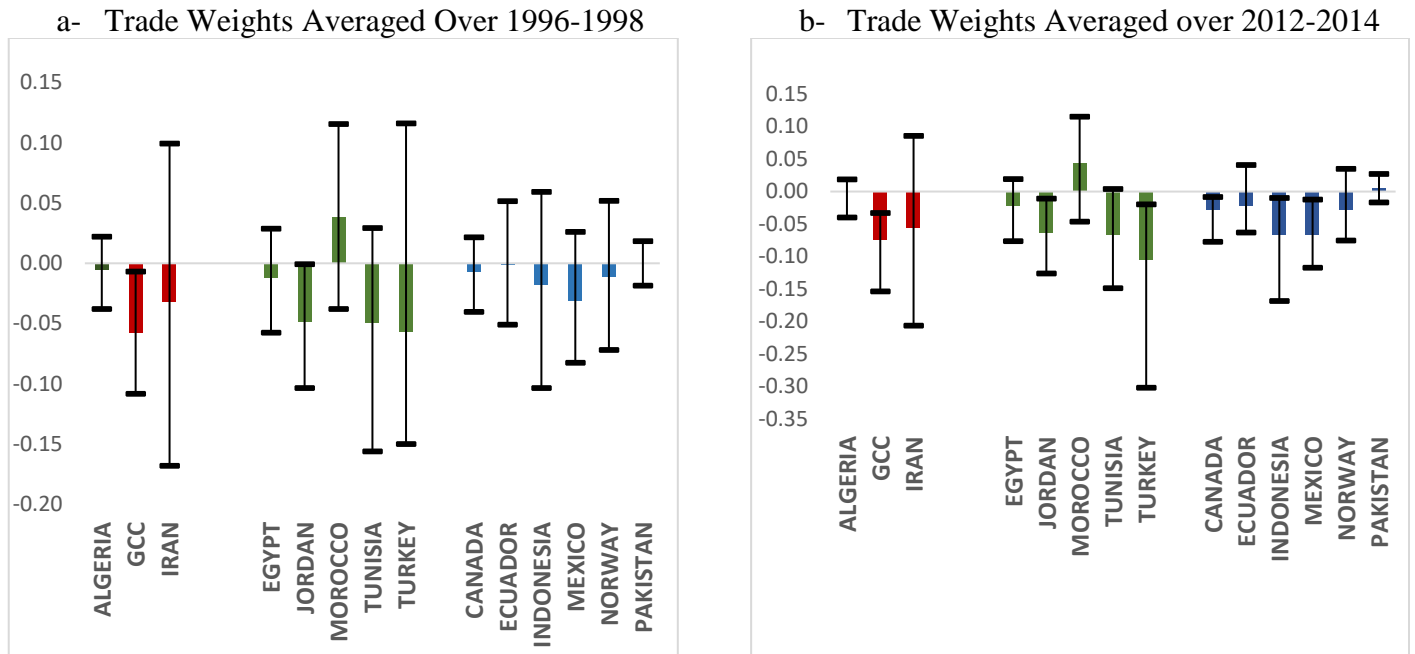 a- Trade Weights Averaged Over 1996-1998
0.15
0.10
0.05
0.00
-0.05
-0.10
-0.15
-0.20
ALGERIA
GCC
IRAN
EGYPT
JORDAN
MOROCCO
TUNISIA
TURKEY
CANADA
ECUADOR
INDONESIA
MEXICO
NORWAY
PAKISTAN
b- Trade Weights Averaged over 2012-2014
0.15
0.10
0.05
0.00
-0.05
-0.10
-0.15
-0.20
-0.25
-0.30
-0.35
ALGERIA
GCC
IRAN
EGYPT
JORDAN
MOROCCO
TUNISIA
TURKEY
CANADA
ECUADOR
INDONESIA
MEXICO
NORWAY
PAKISTAN